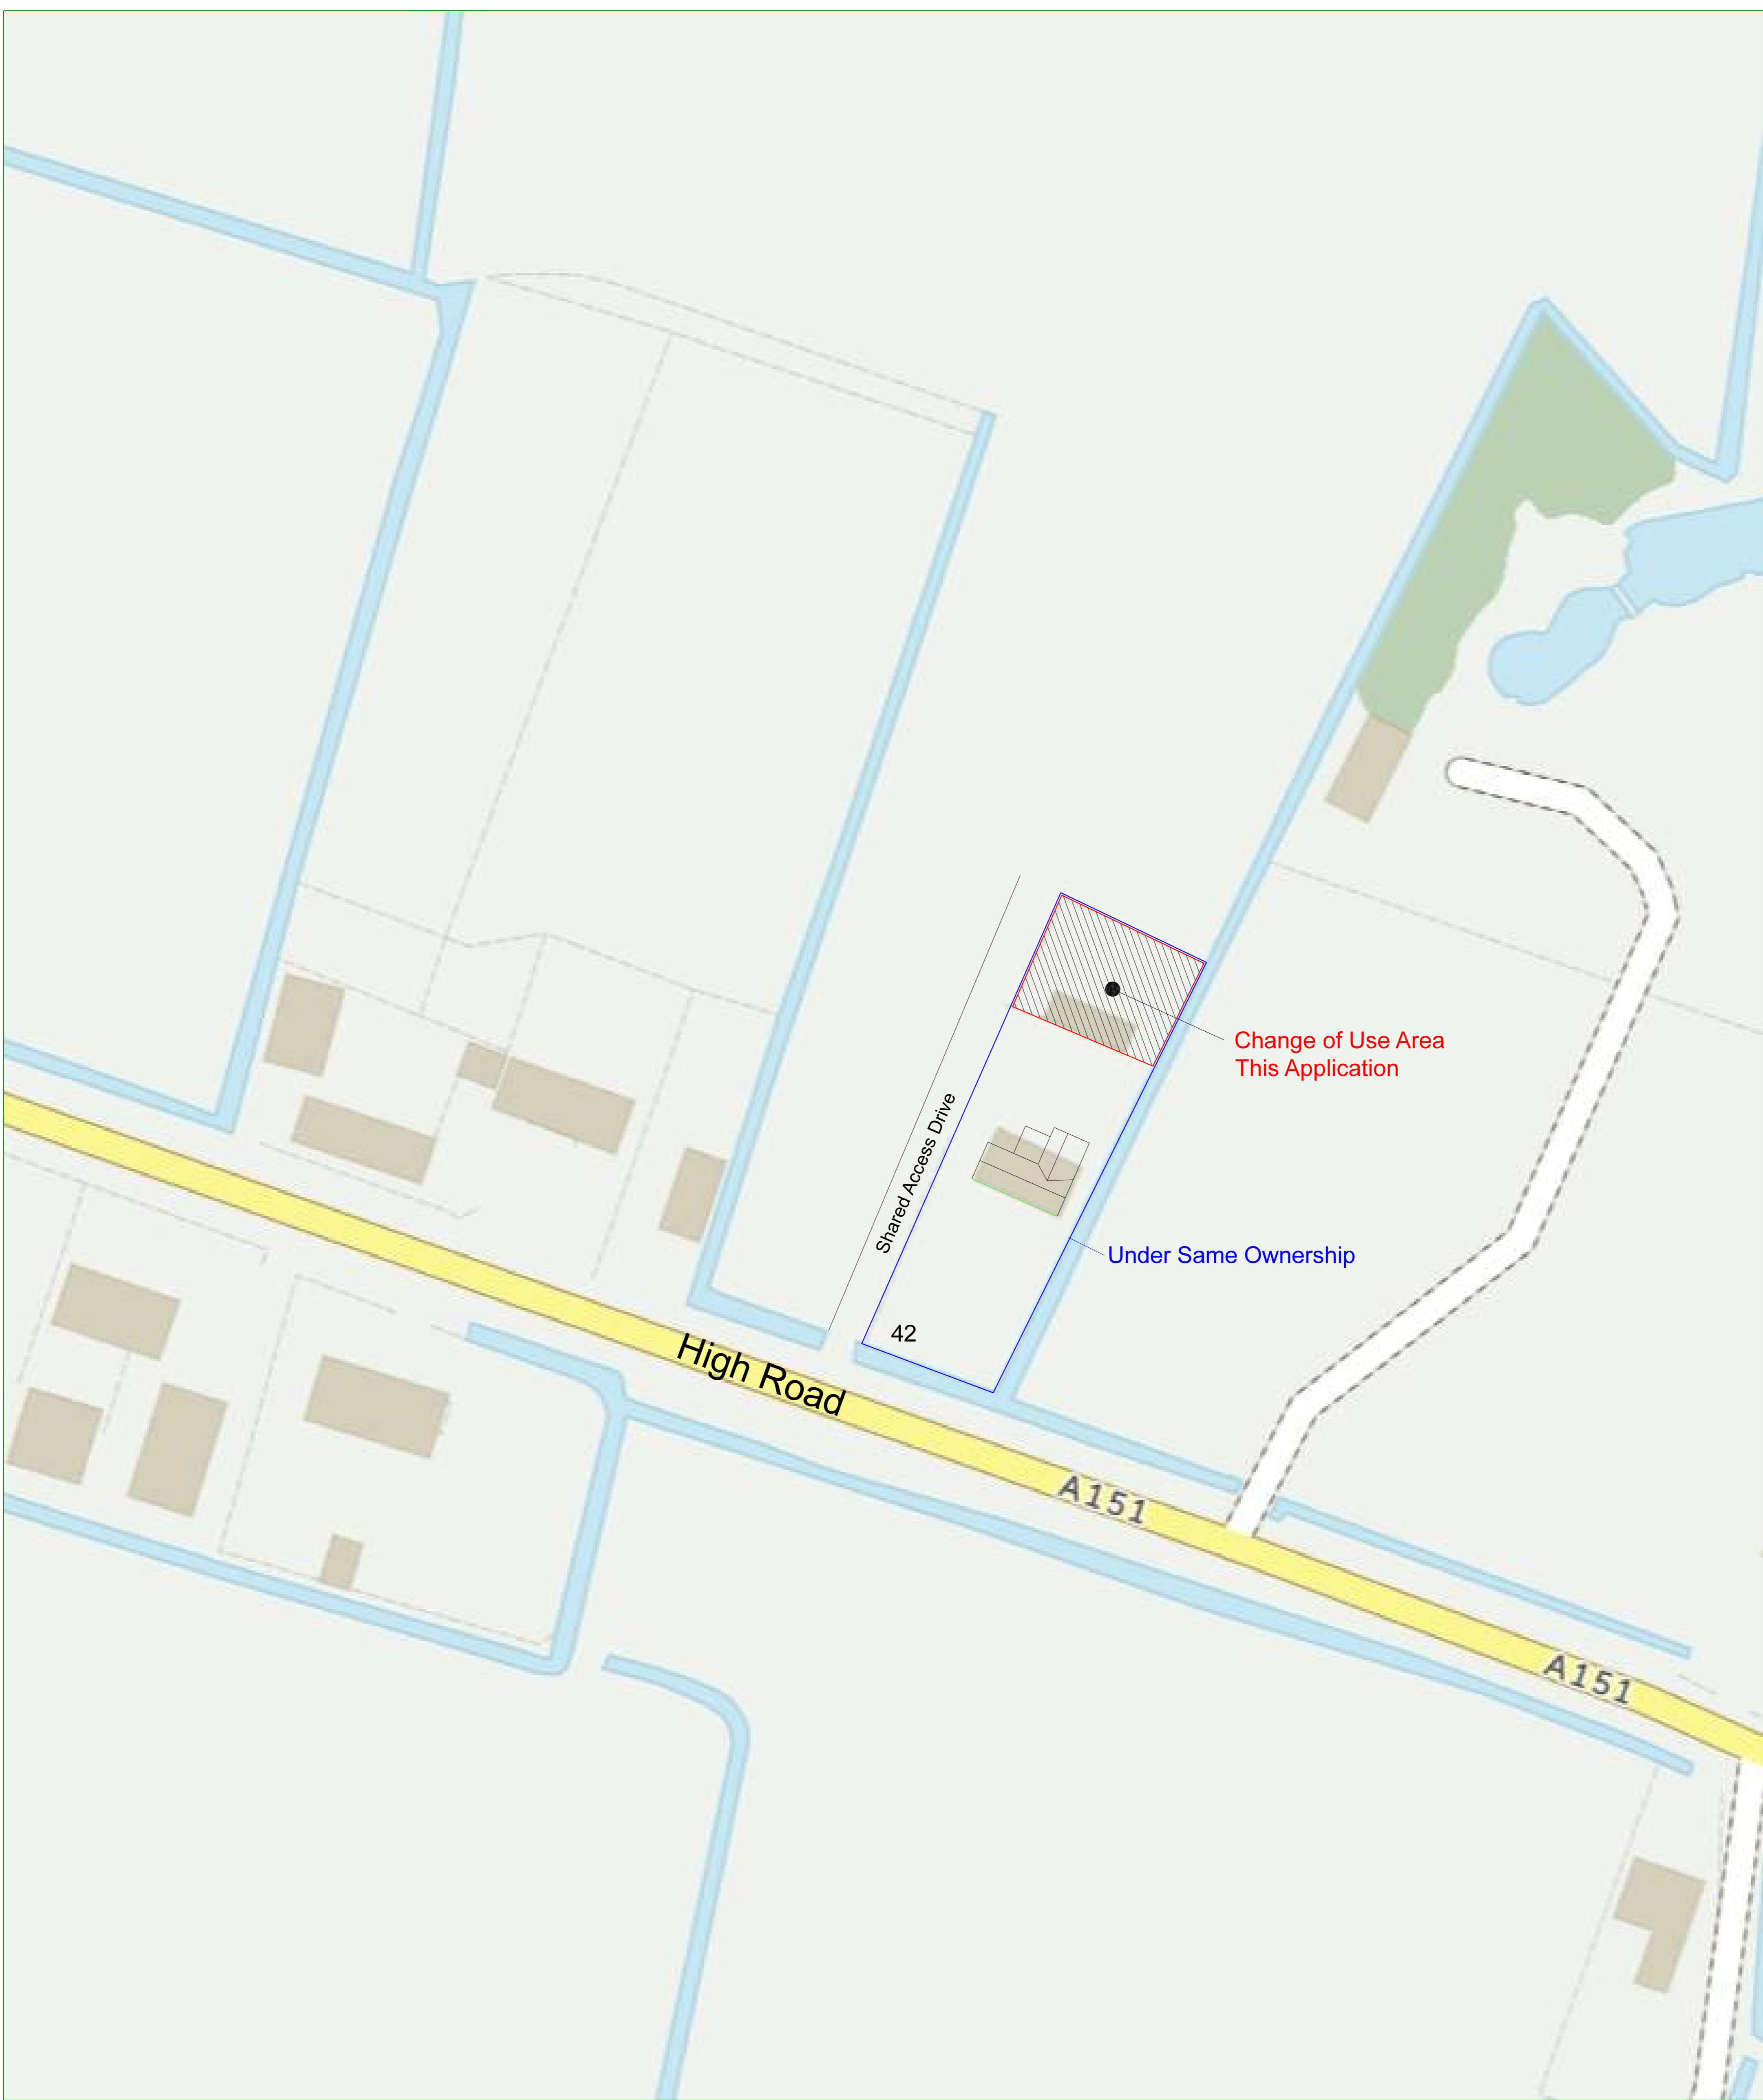 Change of Use Area
This Application
Shared Access Drive
Under Same Ownership
42
High Road
A151
A151